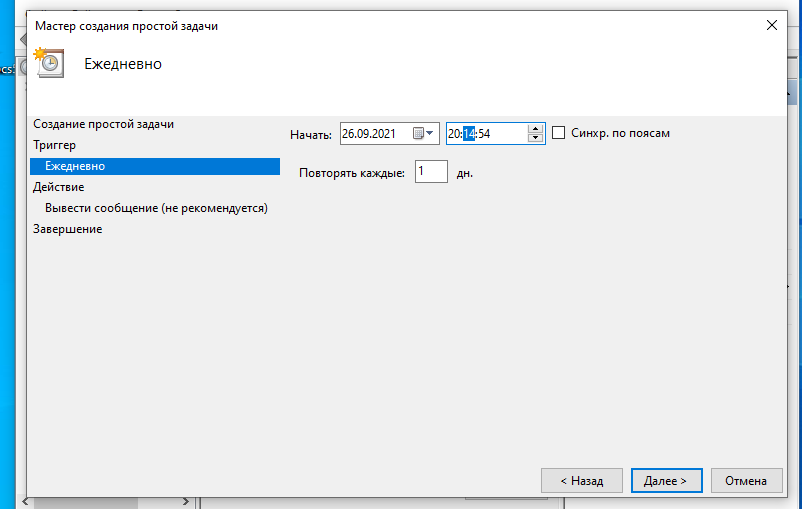 Мастер создания простой задачи
Ежедневно
Создание простой задачи
Триггер
Ежедневно
Действие
Вывести сообщение (не рекомендуется)
Завершение
Начать: 26.09.2021 20:14:54 Синхр. по поясам
Повторять каждые: 1 дн.
< Назад Далее > Отмена